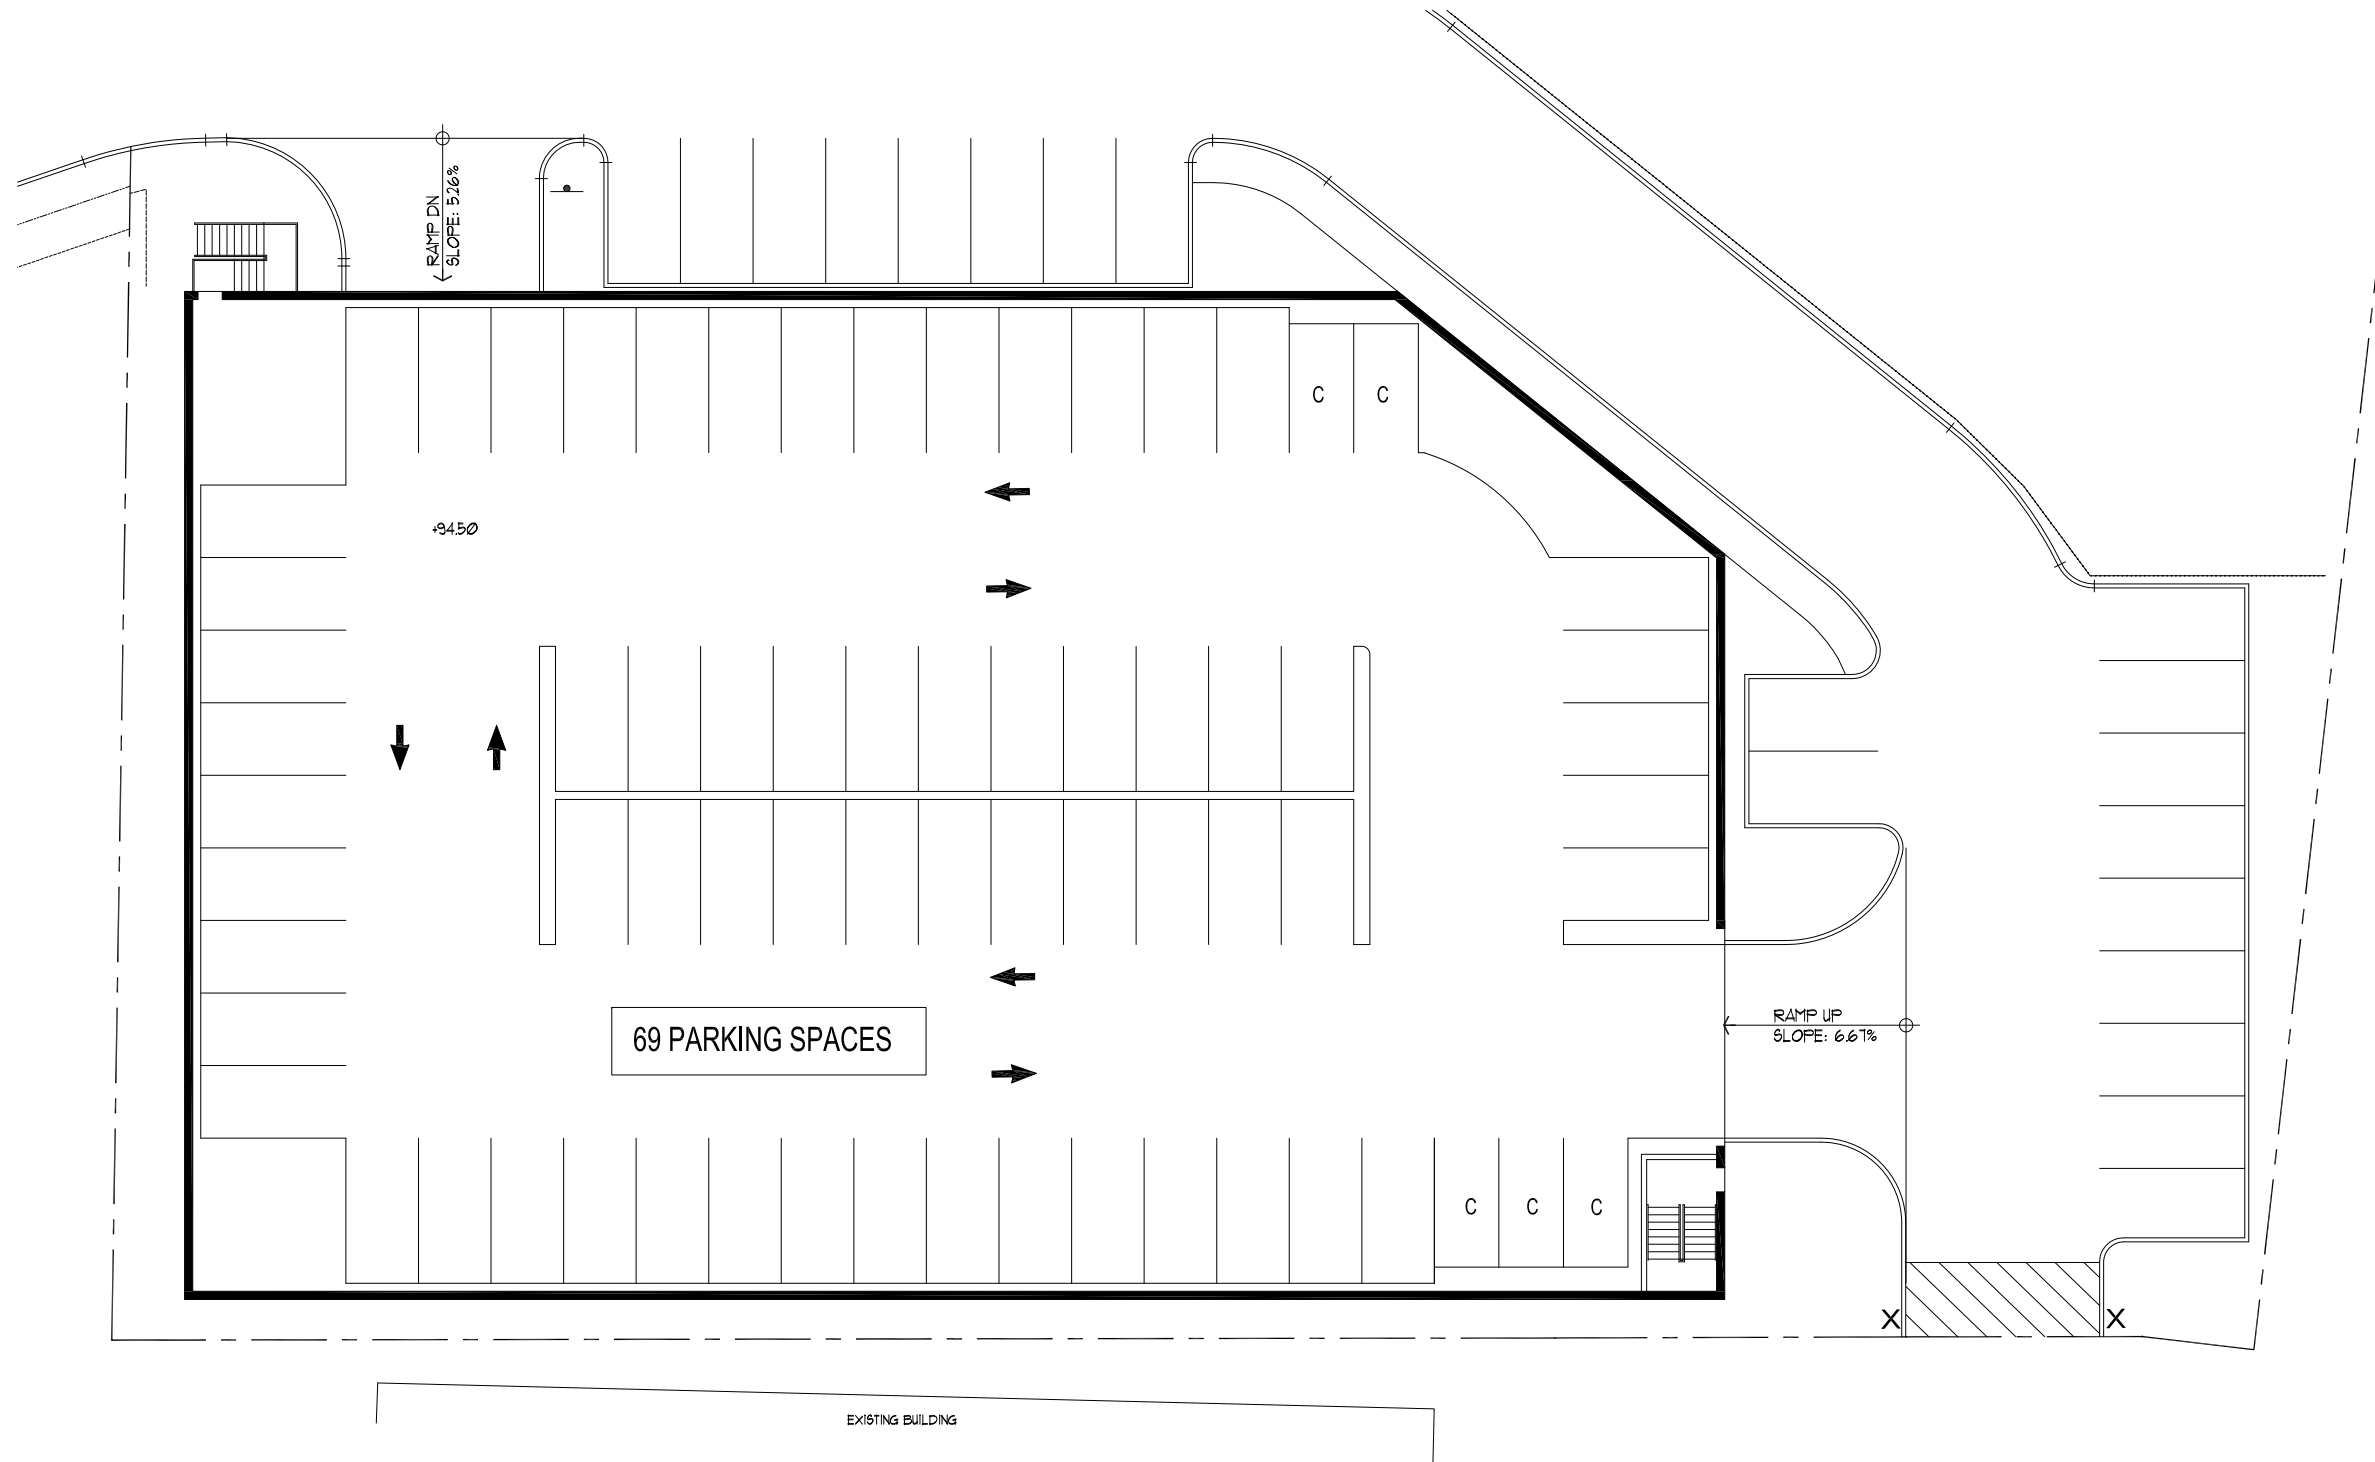 RAMP DN
SLOPE: 5.26%
C
C
+94.50
69 PARKING SPACES
RAMP UP
SLOPE: 6.67%
C
C
C
X
X
EXISTING BUILDING